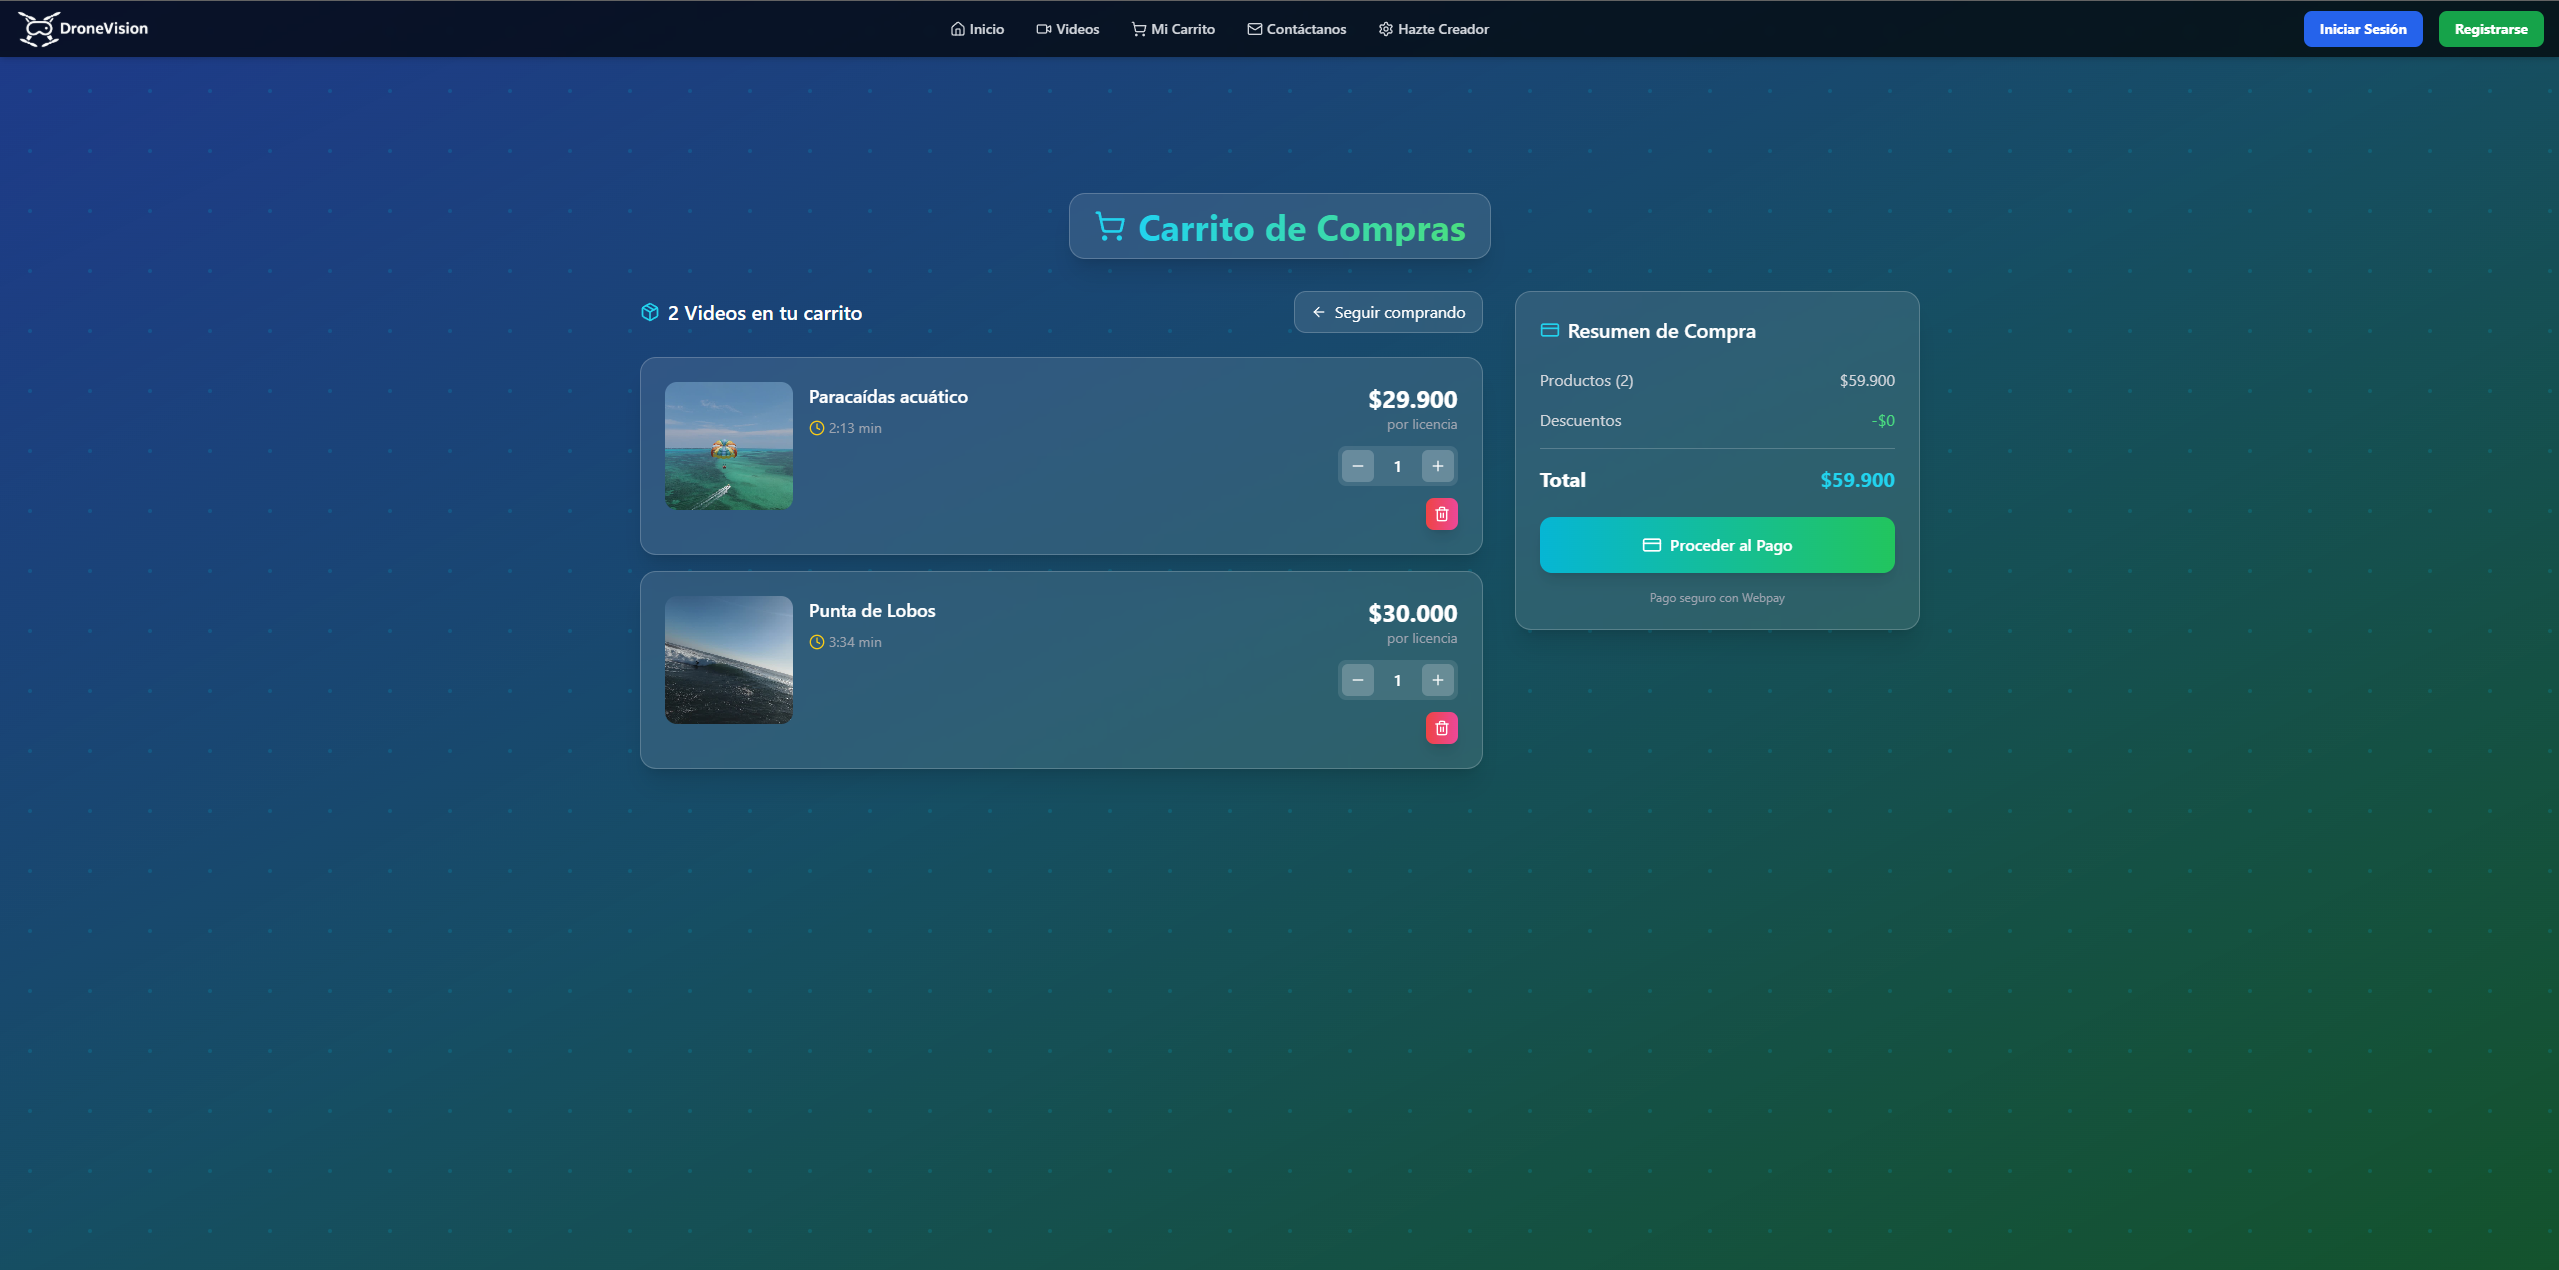 DroneVision
Inicio
Videos
Mi Carrito
Contáctanos
Hazte Creador
Iniciar Sesión
Registrarse
Carrito de Compras
2 Videos en tu carrito
Seguir comprando
Paracaídas acuático
2:13 min
$29.900
por licencia
1
Punta de Lobos
3:34 min
$30.000
por licencia
1
Resumen de Compra
Productos (2) $59.900
Descuentos -$0
Total $59.900
Proceder al Pago
Pago seguro con Webpay